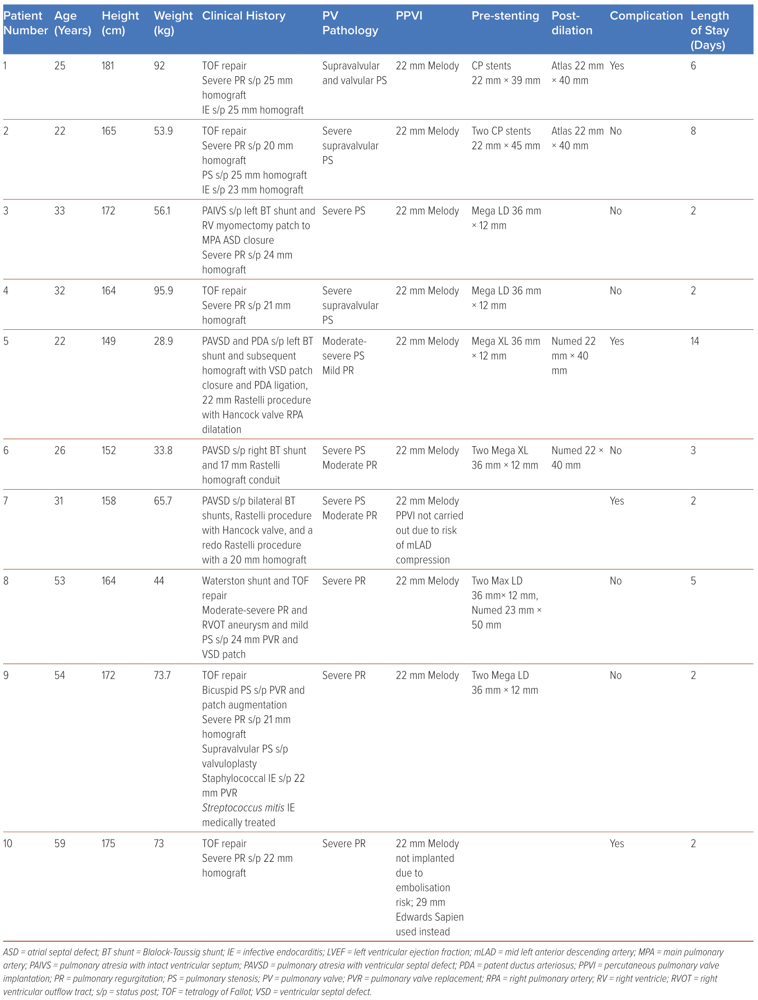 Patient Number | Age (Years) | Height (cm) | Weight (kg) | Clinical History | PV Pathology | PPVI | Pre-stenting | Post-dilation | Complication | Length of Stay (Days)
1
25
181
92
TOF repair
Severe PR s/p 25 mm
homograft
IE s/p 25 mm homograft
Supravalvular
and valvular PS
22 mm Melody
CP stents
22 mm × 39 mm
Atlas 22 mm
× 40 mm
Yes
6
2
22
165
53.9
TOF repair
Severe PR s/p 20 mm
homograft
PS s/p 25 mm homograft
IE s/p 23 mm homograft
Severe
supravalvular
PS
22 mm Melody
Two CP stents
22 mm × 45 mm
Atlas 22 mm
× 40 mm
No
8
3
33
172
56.1
PAIVS s/p left BT shunt and
RV myomectomy patch to
MPA ASD closure
Severe PR s/p 24 mm
homograft
Severe PS
22 mm Melody
Mega LD 36 mm
× 12 mm
No
2
4
32
164
95.9
TOF repair
Severe PR s/p 21 mm
homograft
Severe
supravalvular
PS
22 mm Melody
Mega LD 36 mm
× 12 mm
No
2
5
22
149
28.9
PAVSD and PDA s/p left BT
shunt and subsequent
homograft with VSD patch
closure and PDA ligation,
22 mm Rastelli procedure
with Hancock valve RPA
dilatation
Moderate-
severe PS
Mild PR
22 mm Melody
Mega XL 36 mm
× 12 mm
Numed 22
mm × 40
mm
Yes
14
6
26
152
33.8
PAVSD s/p right BT shunt
and 17 mm Rastelli
homograft conduit
Severe PS
Moderate PR
22 mm Melody
Two Mega XL
36 mm × 12 mm
Numed 22 ×
40 mm
No
3
7
31
158
65.7
PAVSD s/p bilateral BT
shunts, Rastelli procedure
with Hancock valve, and a
redo Rastelli procedure
with a 20 mm homograft
Severe PS
Moderate PR
22 mm Melody
PPVI not carried
out due to risk
of mLAD
compression
Yes
2
8
53
164
44
Waterston shunt and TOF
repair
Moderate-severe PR and
RVOT aneurysm and mild
PS s/p 24 mm PVR and
VSD patch
Severe PR
22 mm Melody
Two Max LD
36 mm× 12 mm,
Numed 23 mm ×
50 mm
No
5
9
54
172
73.7
TOF repair
Bicuspid PS s/p PVR and
patch augmentation
Severe PR s/p 21 mm
homograft
Supravalvular PS s/p
valvuloplasty
Staphylococcal IE s/p 22
mm PVR
Streptococcus mitis IE
medically treated
Severe PR
22 mm Melody
Two Mega LD
36 mm × 12 mm
No
2
10
59
175
73
TOF repair
Severe PR s/p 22 mm
homograft
Severe PR
22 mm Melody
not implanted
due to
embolisation
risk; 29 mm
Edwards Sapien
used instead
Yes
2
ASD = atrial septal defect; BT shunt = Blalock-Taussig shunt; IE = infective endocarditis; LVEF = left ventricular ejection fraction; mLAD = mid left anterior descending artery; MPA = main pulmonary
artery; PAIVS = pulmonary atresia with intact ventricular septum; PAVSD = pulmonary atresia with ventricular septal defect; PDA = patent ductus arteriosus; PPVI = percutaneous pulmonary valve
implantation; PR = pulmonary regurgitation; PS = pulmonary stenosis; PV = pulmonary valve; PVR = pulmonary valve replacement; RPA = right pulmonary artery; RV = right ventricle; RVOT = right
ventricular outflow tract; s/p = status post; TOF = tetralogy of Fallot; VSD = ventricular septal defect.